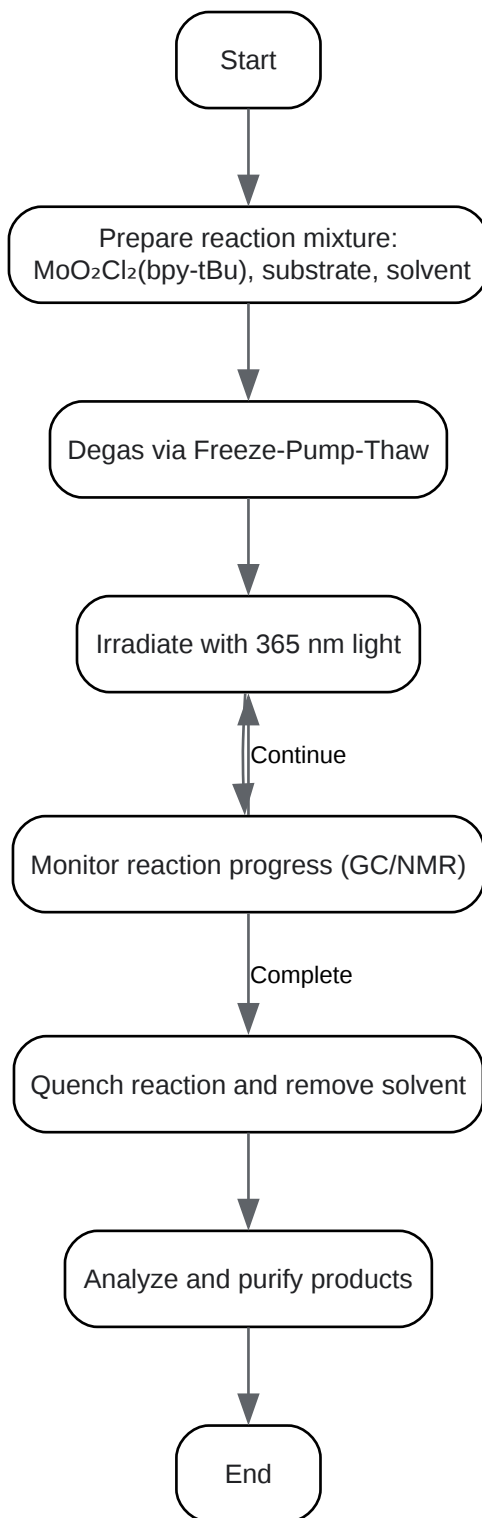 Start
Prepare reaction mixture:
MoO₂Cl₂(bpy-tBu), substrate, solvent
Degas via Freeze-Pump-Thaw
Irradiate with 365 nm light
Continue
Monitor reaction progress (GC/NMR)
Complete
Quench reaction and remove solvent
Analyze and purify products
End